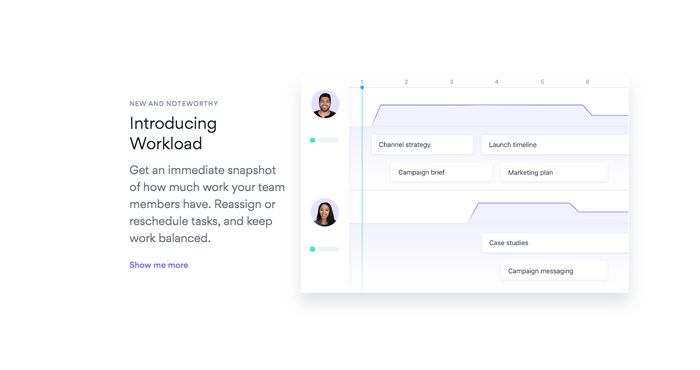 NEW AND NOTEWORTHY
Introducing
Workload
Get an immediate snapshot
of how much work your team
members have. Reassign or
reschedule tasks, and keep
work balanced.
Show me more
1 2 3 4 5 6
Channel strategy
Launch timeline
Campaign brief
Marketing plan
Case studies
Campaign messaging